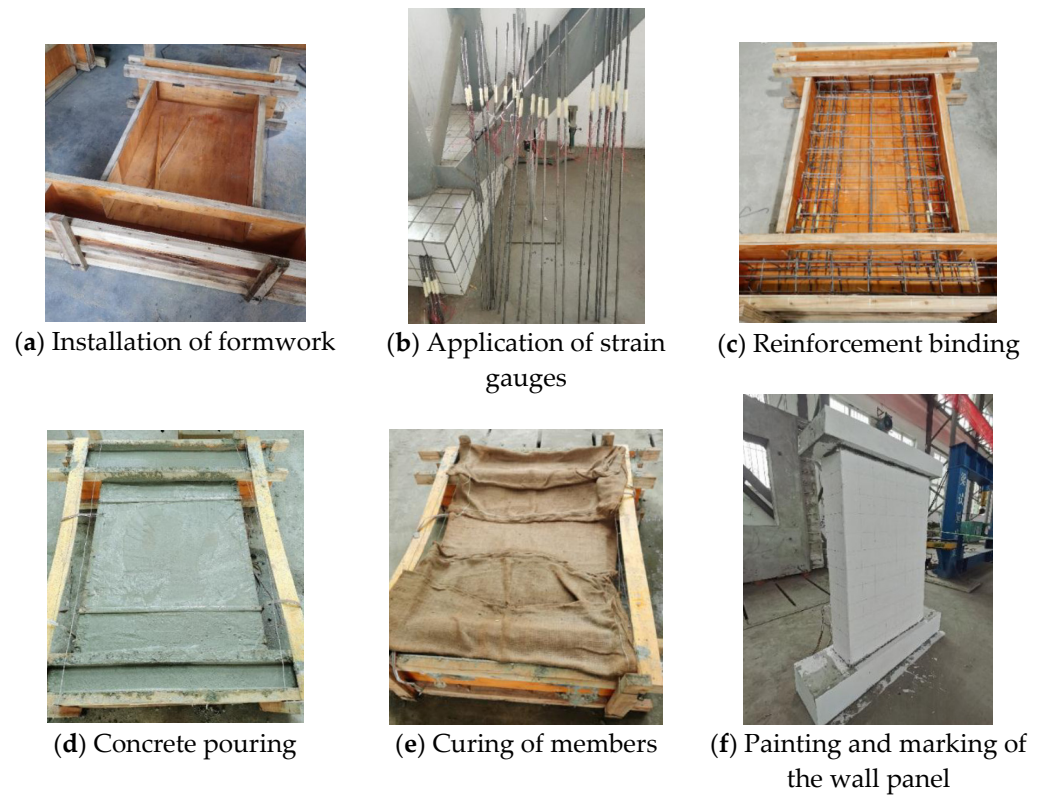 (a) Installation of formwork
(b) Application of strain
gauges
(c) Reinforcement binding
(d) Concrete pouring
(e) Curing of members
(f) Painting and marking of
the wall panel